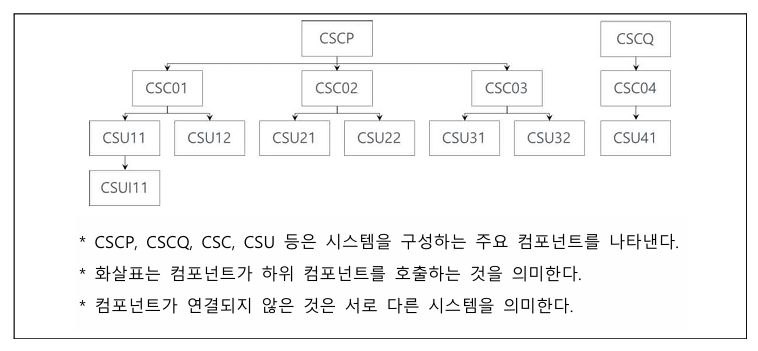 CSCP CSCQ
CSC01 CSC02 CSC03 CSC04
CSU11 CSU12 CSU21 CSU22 CSU31 CSU32 CSU41
CSUI11
* CSCP, CSCQ, CSC, CSU 등은 시스템을 구성하는 주요 컴포넌트를 나타낸다.
* 화살표는 컴포넌트가 하위 컴포넌트를 호출하는 것을 의미한다.
* 컴포넌트가 연결되지 않은 것은 서로 다른 시스템을 의미한다.